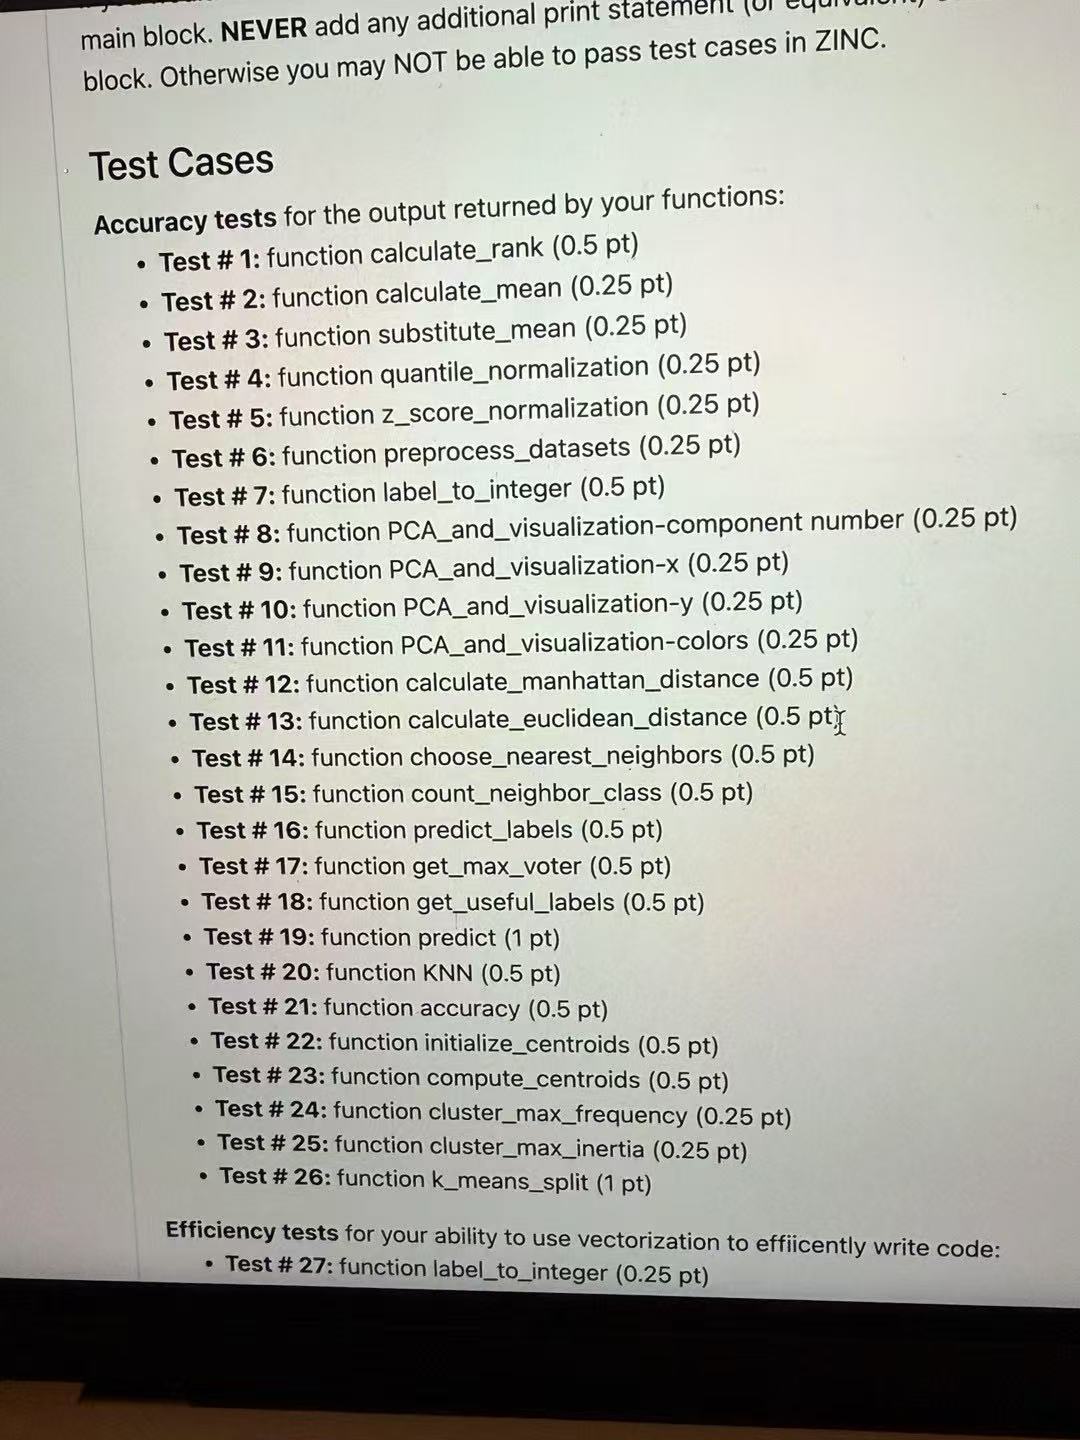 main block. NEVER add any additional print statement (or equivalent)
block. Otherwise you may NOT be able to pass test cases in ZINC.
Test Cases
Accuracy tests for the output returned by your functions:
• Test # 1: function calculate_rank (0.5 pt)
• Test # 2: function calculate_mean (0.25 pt)
• Test # 3: function substitute_mean (0.25 pt)
• Test # 4: function quantile_normalization (0.25 pt)
• Test # 5: function z_score_normalization (0.25 pt)
• Test # 6: function preprocess_datasets (0.25 pt)
• Test # 7: function label_to_integer (0.5 pt)
• Test # 8: function PCA_and_visualization-component number (0.25 pt)
• Test # 9: function PCA_and_visualization-x (0.25 pt)
• Test # 10: function PCA_and_visualization-y (0.25 pt)
• Test # 11: function PCA_and_visualization-colors (0.25 pt)
• Test # 12: function calculate_manhattan_distance (0.5 pt)
• Test # 13: function calculate_euclidean_distance (0.5 pt)
• Test # 14: function choose_nearest_neighbors (0.5 pt)
• Test # 15: function count_neighbor_class (0.5 pt)
• Test # 16: function predict_labels (0.5 pt)
• Test # 17: function get_max_voter (0.5 pt)
• Test # 18: function get_useful_labels (0.5 pt)
• Test # 19: function predict (1 pt)
• Test # 20: function KNN (0.5 pt)
• Test # 21: function accuracy (0.5 pt)
• Test # 22: function initialize_centroids (0.5 pt)
• Test # 23: function compute_centroids (0.5 pt)
• Test # 24: function cluster_max_frequency (0.25 pt)
• Test # 25: function cluster_max_inertia (0.25 pt)
• Test # 26: function k_means_split (1 pt)
Efficiency tests for your ability to use vectorization to effiicently write code:
• Test # 27: function label_to_integer (0.25 pt)